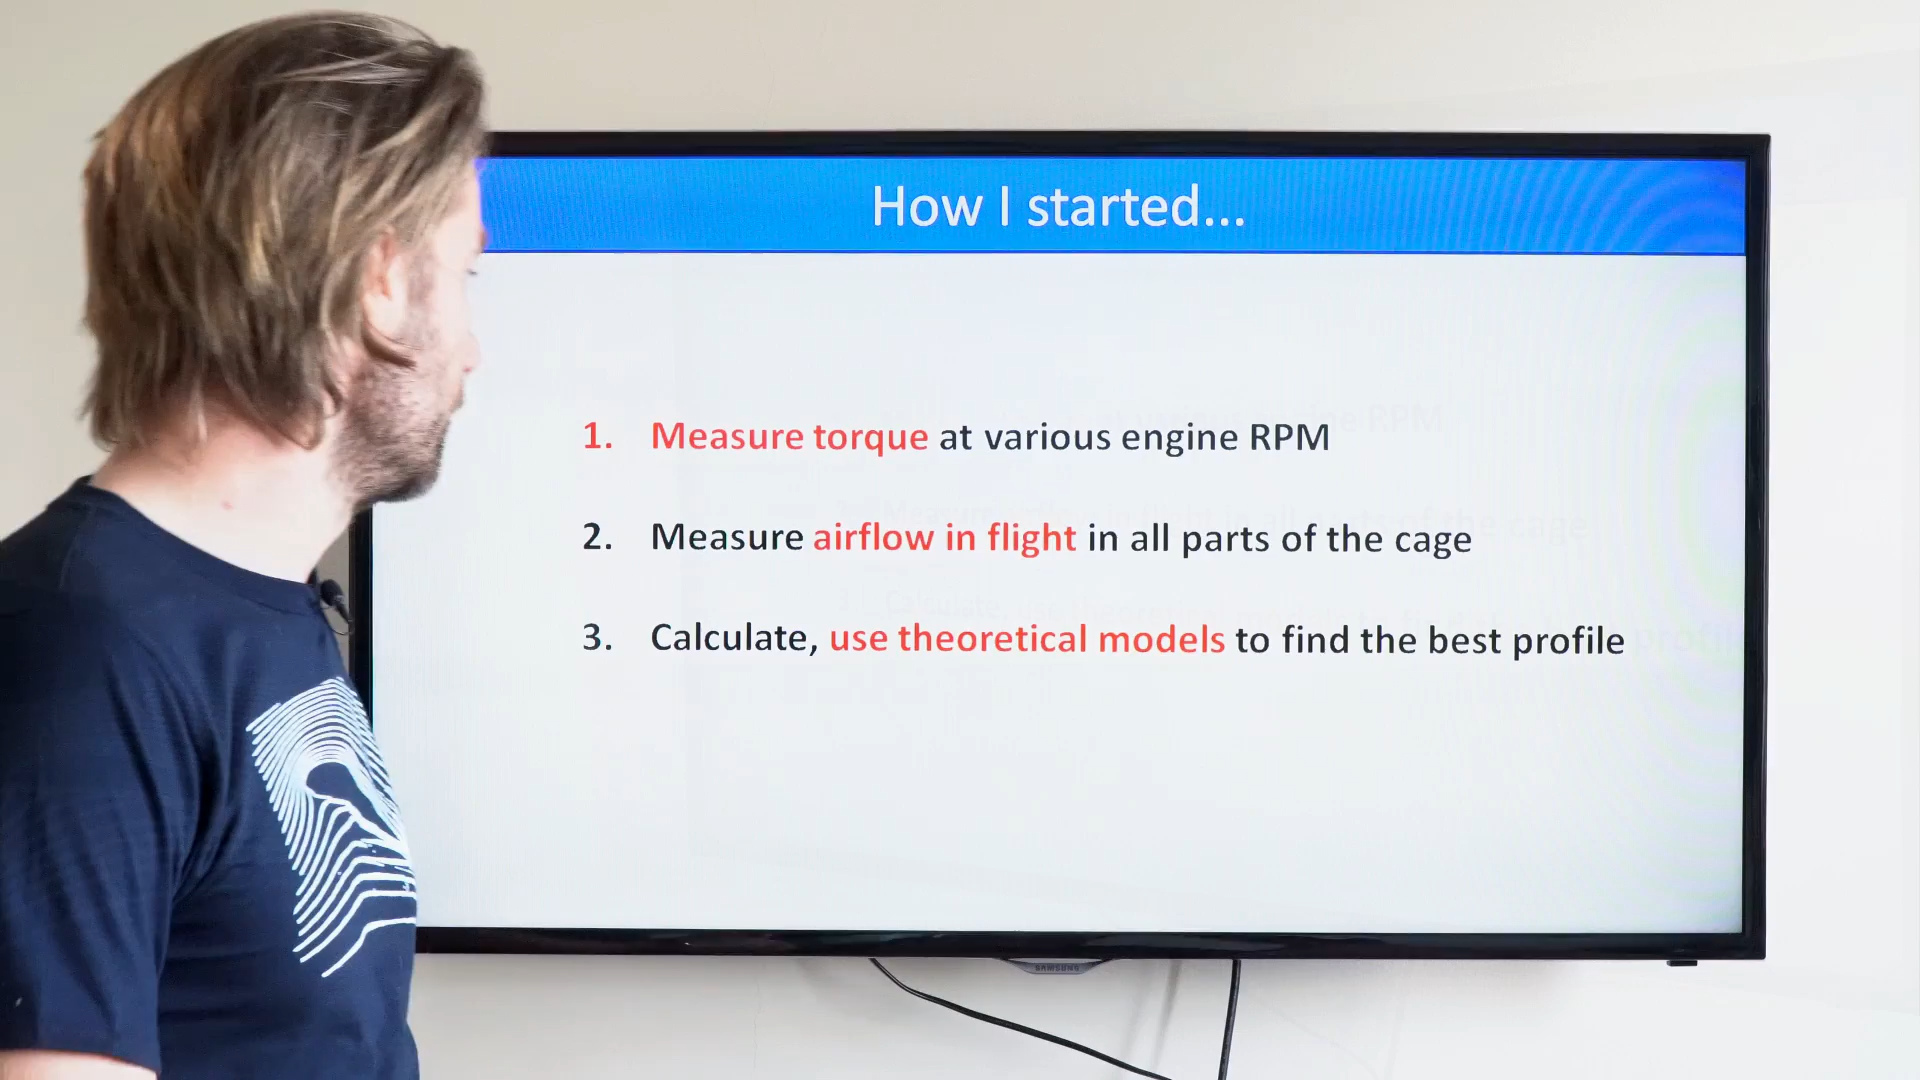 How I started...
1. Measure torque at various engine RPM
2. Measure airflow in flight in all parts of the cage
3. Calculate, use theoretical models to find the best profile
SAMSUNG